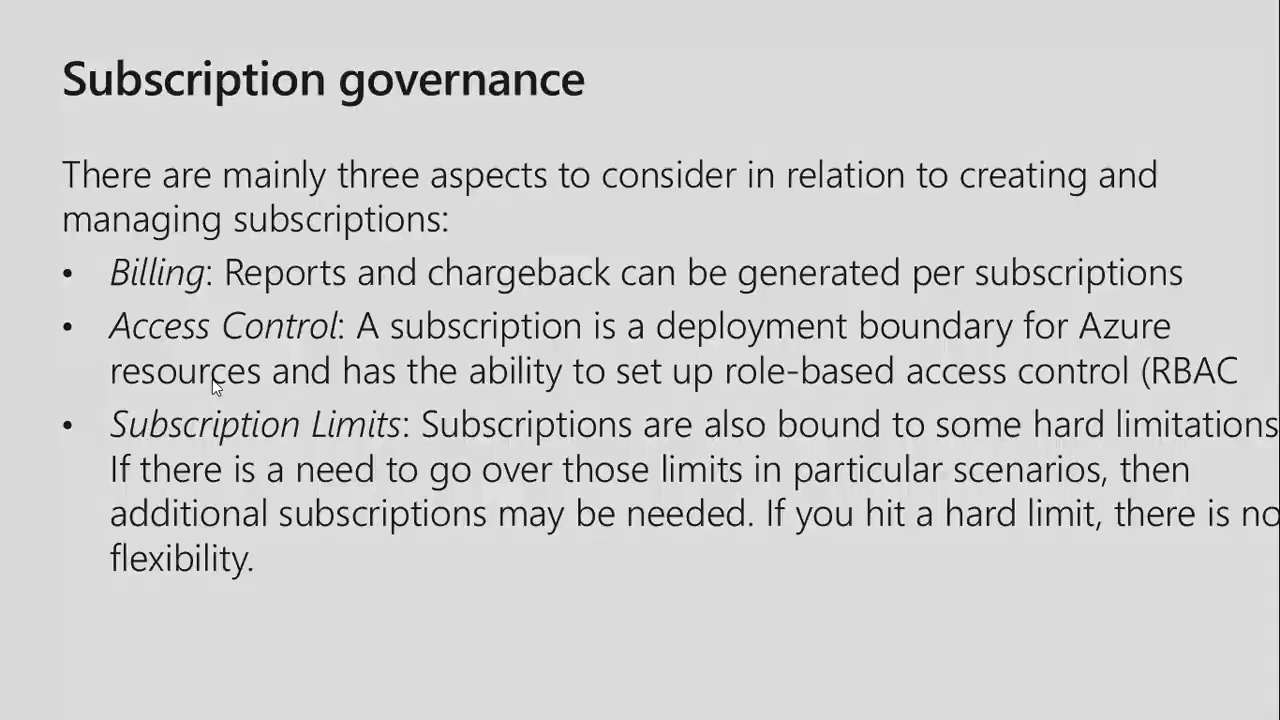 Subscription governance
There are mainly three aspects to consider in relation to creating and
managing subscriptions:
• Billing: Reports and chargeback can be generated per subscriptions
• Access Control: A subscription is a deployment boundary for Azure
resources and has the ability to set up role-based access control (RBAC
• Subscription Limits: Subscriptions are also bound to some hard limitations
If there is a need to go over those limits in particular scenarios, then
additional subscriptions may be needed. If you hit a hard limit, there is no
flexibility.